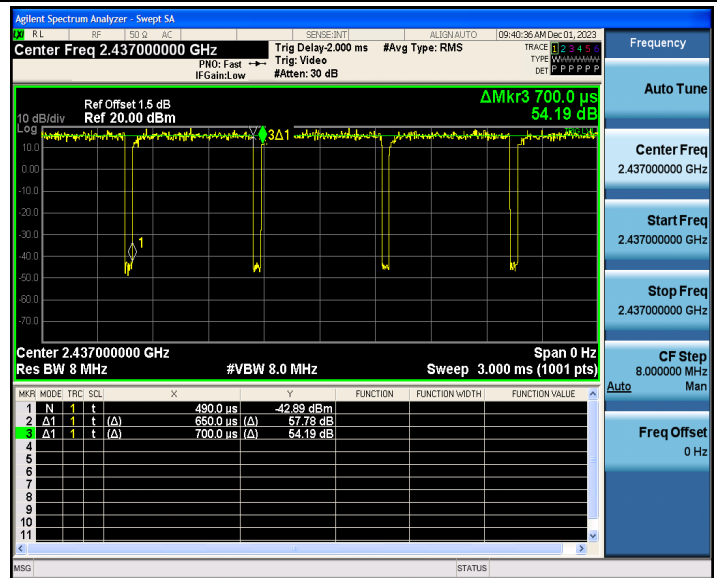 Agilent Spectrum Analyzer - Swept SA
LXI RL RF 50 Ω AC SENSE:INT ALIGN AUTO 09:40:36 AM Dec 01, 2023
Center Freq 2.437000000 GHz
PNO: Fast
IFGain:Low
Trig Delay-2.000 ms
Trig: Video
#Atten: 30 dB
#Avg Type: RMS
TRACE 1 2 3 4 5 6
TYPE WWWWWW
DET P P P P P P
ΔMkr3 700.0 µs
54.19 dB
Ref Offset 1.5 dB
10 dB/div Ref 20.00 dBm
Log
10.0
0.00
-10.0
-20.0
-30.0
-40.0
-50.0
-60.0
-70.0
3Δ1
1
Center 2.437000000 GHz Span 0 Hz
Res BW 8 MHz #VBW 8.0 MHz Sweep 3.000 ms (1001 pts)
MKR MODE TRC SCL X Y FUNCTION FUNCTION WIDTH FUNCTION VALUE
1 N 1 t 490.0 µs -42.89 dBm
2 Δ1 1 t (Δ) 650.0 µs (Δ) 57.78 dB
3 Δ1 1 t (Δ) 700.0 µs (Δ) 54.19 dB
4
5
6
7
8
9
10
11
MSG STATUS
Frequency
Auto Tune
Center Freq
2.437000000 GHz
Start Freq
2.437000000 GHz
Stop Freq
2.437000000 GHz
CF Step
8.000000 MHz
Auto Man
Freq Offset
0 Hz